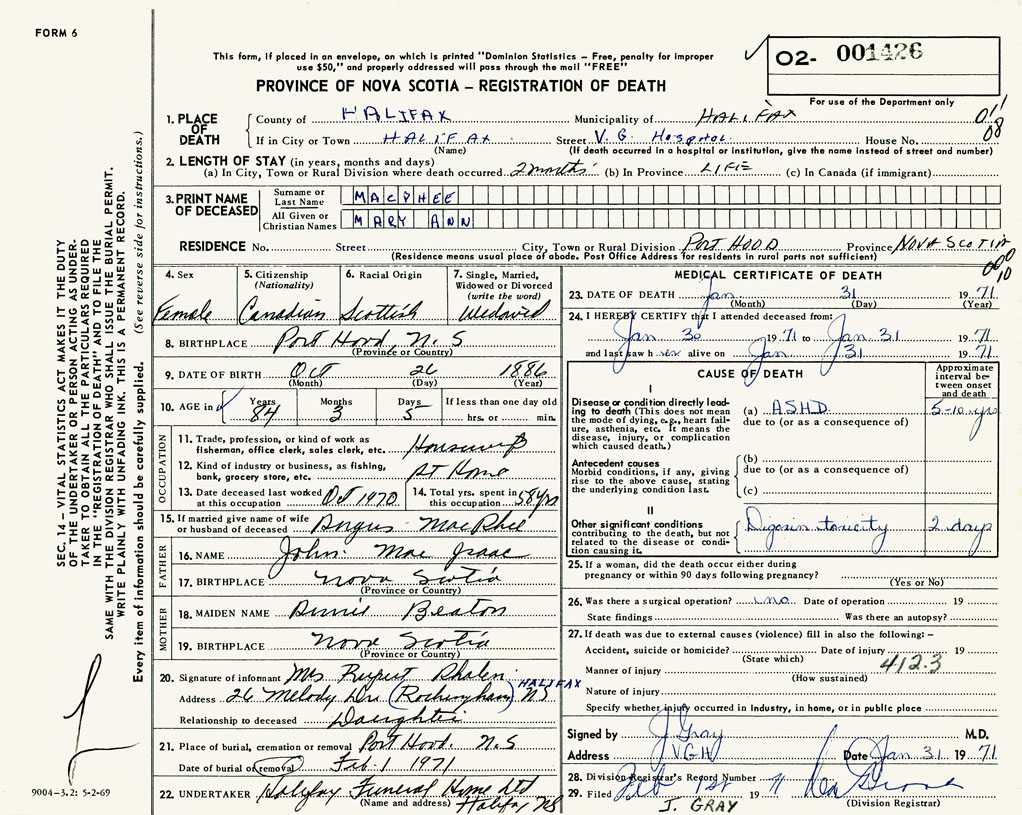 FORM 6
This form, if placed in an envelope, on which is printed "Dominion Statistics – Free, penalty for improper
use $50," and properly addressed will pass through the mail "FREE"
PROVINCE OF NOVA SCOTIA – REGISTRATION OF DEATH
02- 001426
For use of the Department only
SEC. 14 – VITAL STATISTICS ACT MAKES IT THE DUTY
OF THE UNDERTAKER OR PERSON ACTING AS UNDER-
TAKER TO OBTAIN ALL THE PARTICULARS REQUIRED
IN THE "REGISTRATION OF DEATH" AND TO FILE THE
SAME WITH THE DIVISION REGISTRAR WHO SHALL ISSUE THE BURIAL PERMIT.
WRITE PLAINLY WITH UNFADING INK. THIS IS A PERMANENT RECORD.
Every item of information should be carefully supplied. (See reverse side for instructions.)
1. PLACE OF DEATH
County of HALIFAX Municipality of HALIFAX 011
If in City or Town HALIFAX Street V. G. Hospital House No. 08
(Name) (If death occurred in a hospital or institution, give the name instead of street and number)
2. LENGTH OF STAY (in years, months and days)
(a) In City, Town or Rural Division where death occurred 2 months (b) In Province LIFE (c) In Canada (if immigrant)
3. PRINT NAME OF DECEASED
Surname or Last Name MACPHEE
All Given or Christian Names MARY ANN
RESIDENCE No. Street City, Town or Rural Division PORT HOOD Province NOVA SCOTIA
(Residence means usual place of abode. Post Office Address for residents in rural parts not sufficient)
000
10
4. Sex Female
5. Citizenship (Nationality) Canadian
6. Racial Origin Scottish
7. Single, Married, Widowed or Divorced (write the word) Widowed
8. BIRTHPLACE Port Hood, N.S
(Province or Country)
9. DATE OF BIRTH Oct 26 1886
(Month) (Day) (Year)
10. AGE in Years 84 Months 3 Days 5 If less than one day old hrs. or min.
OCCUPATION
11. Trade, profession, or kind of work as fisherman, office clerk, sales clerk, etc. Housewife
12. Kind of industry or business, as fishing, bank, grocery store, etc. At Home
13. Date deceased last worked at this occupation Oct 1970
14. Total yrs. spent in this occupation 58 yrs
15. If married give name of wife or husband of deceased Angus MacPhee
FATHER
16. NAME John Mac Isaac
17. BIRTHPLACE Nova Scotia
(Province or Country)
MOTHER
18. MAIDEN NAME Annie Beaton
19. BIRTHPLACE Nova Scotia
(Province or Country)
20. Signature of informant Mrs Rupert
Address 26 Melody Dr (Rockingham) HALIFAX NS
Relationship to deceased Daughter
21. Place of burial, cremation or removal Port Hood. N.S
Date of burial or removal Feb. 1 1971
22. UNDERTAKER Halifax Funeral Home Ltd
(Name and address) Halifax NS
9004-3.2: 5-2-69
MEDICAL CERTIFICATE OF DEATH
23. DATE OF DEATH Jan 31 19 71
(Month) (Day) (Year)
24. I HEREBY CERTIFY that I attended deceased from:
Jan 30 19 71 to Jan 31 19 71
and last saw h er alive on Jan 31 19 71
CAUSE OF DEATH
Approximate interval between onset and death
I
Disease or condition directly leading to death (This does not mean the mode of dying, e.g., heart failure, asthenia, etc. It means the disease, injury, or complication which caused death.)
(a) A.S.H.D. 5-10 yrs
due to (or as a consequence of)
Antecedent causes
Morbid conditions, if any, giving rise to the above cause, stating the underlying condition last.
(b)
due to (or as a consequence of)
(c)
II
Other significant conditions contributing to the death, but not related to the disease or condition causing it.
Digoxin toxicity 2 days
25. If a woman, did the death occur either during pregnancy or within 90 days following pregnancy?
(Yes or No)
26. Was there a surgical operation? no Date of operation 19
State findings Was there an autopsy?
27. If death was due to external causes (violence) fill in also the following: –
Accident, suicide or homicide? Date of injury 19
(State which) 412.3
Manner of injury
(How sustained)
Nature of injury
Specify whether injury occurred in industry, in home, or in public place
Signed by J Gray M.D.
Address V.G.H Date Jan 31 19 71
28. Division Registrar's Record Number
29. Filed Feb 1st 19 71
J. GRAY
(Division Registrar)